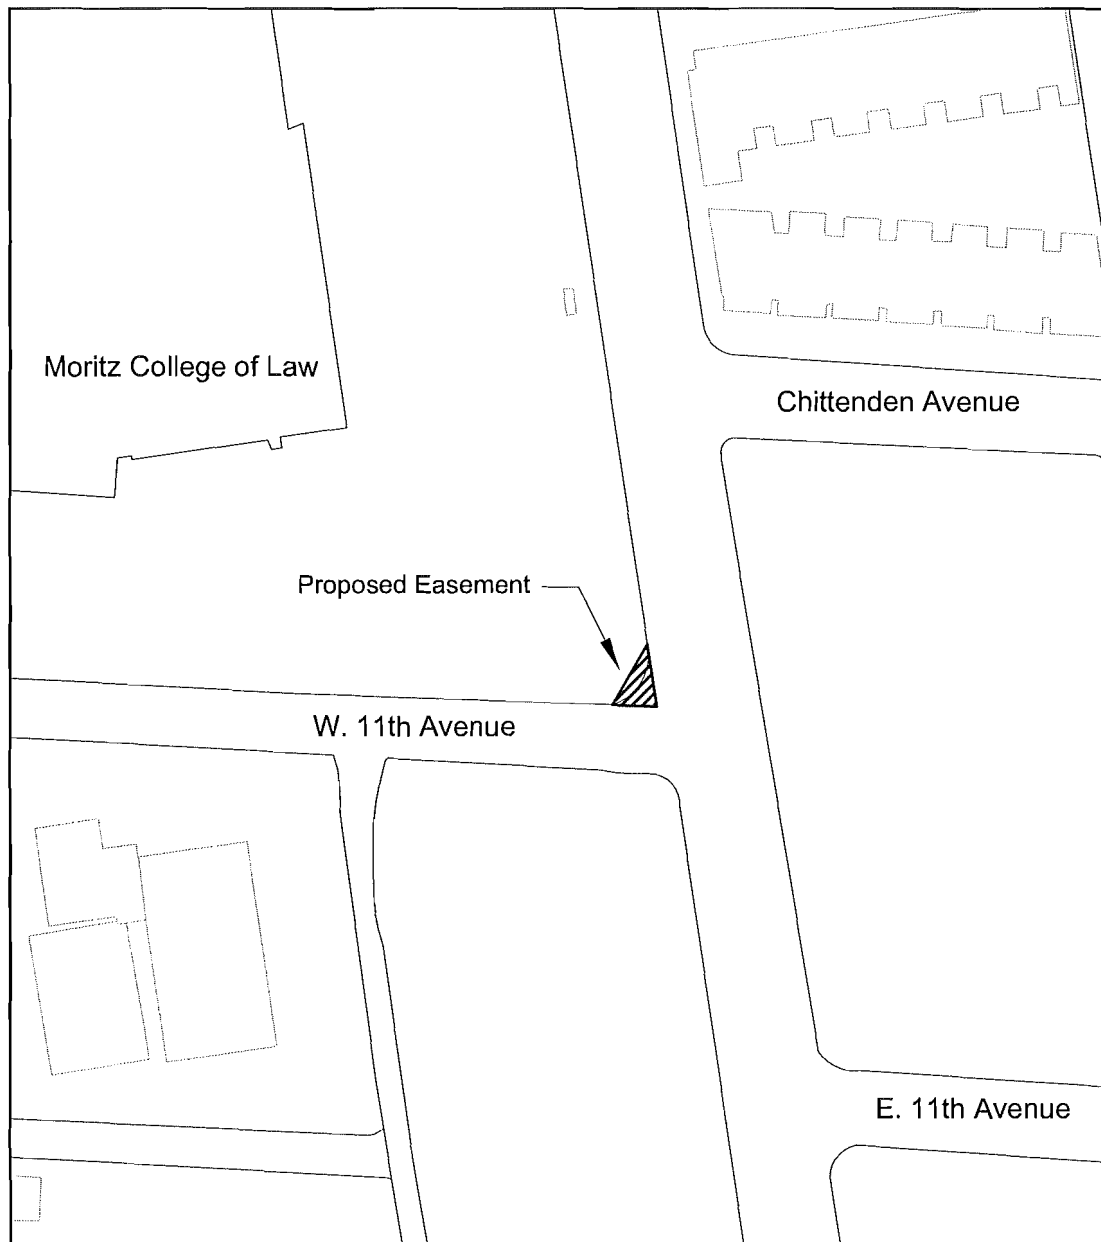 Moritz College of Law
Chittenden Avenue
Proposed Easement
W. 11th Avenue
E. 11th Avenue